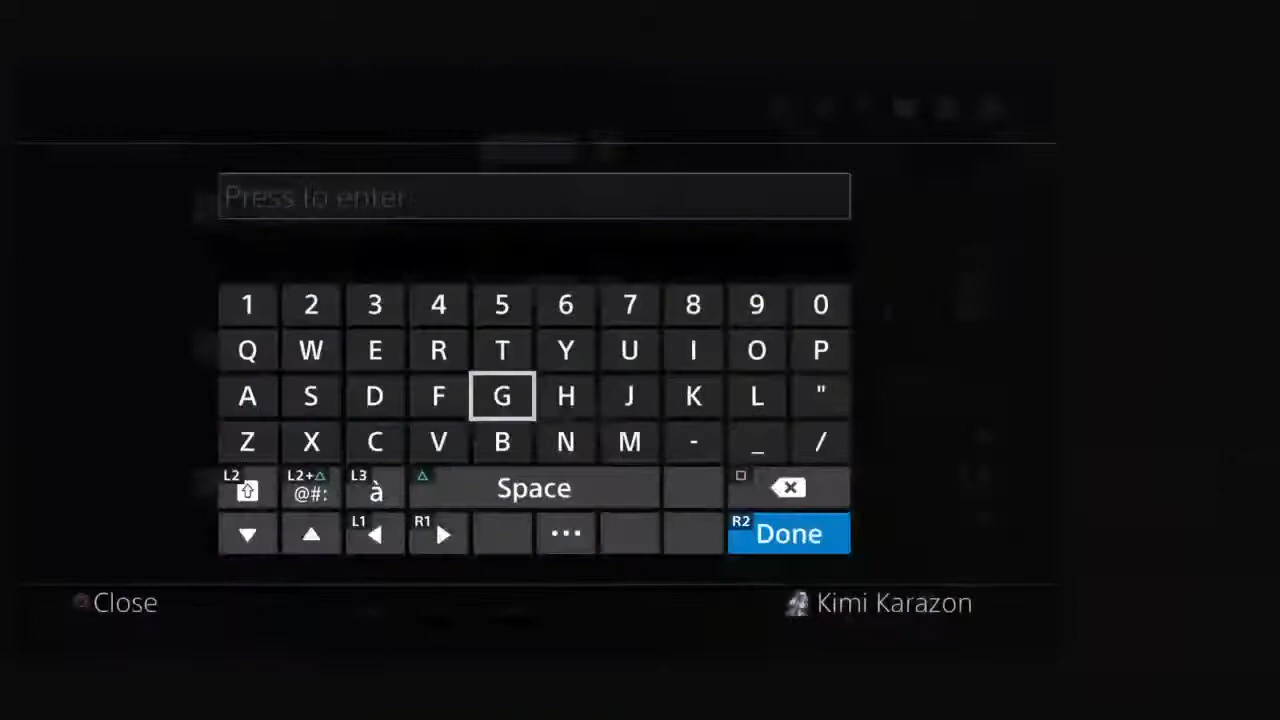 Press to enter
1 2 3 4 5 6 7 8 9 0
Q W E R T Y U I O P
A S D F G H J K L "
Z X C V B N M - _ /
L2 L2+△ @#: L3 à △ Space □
L1 R1 ... R2 Done
Close Kimi Karazon